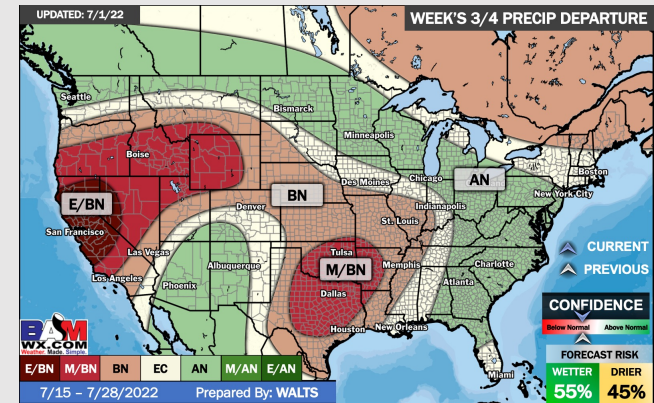 UPDATED: 7/1/22
WEEK'S 3/4 PRECIP DEPARTURE
Seattle
Bismarck
Minneapolis
Boise
Boston
Des Moines
Chicago
AN
New York City
E/BN
BN
Denver
Indianapolis
San Francisco
St. Louis
Las Vegas
Tulsa
CURRENT
Los Angeles
Albuquerque
M/BN
Memphis
Charlotte
PREVIOUS
Phoenix
Dallas
Atlanta
Houston
New Orleans
CONFIDENCE
Below Normal
Above Normal
BAM
WX.COM
Weather. Made. Simple.
FORECAST RISK
Miami
E/BN M/BN BN EC AN M/AN E/AN
WETTER DRIER
55% 45%
7/15 – 7/28/2022
Prepared By: WALTS